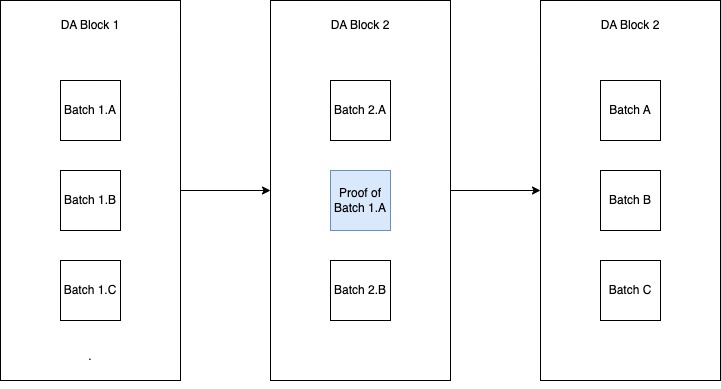 DA Block 1
Batch 1.A
Batch 1.B
Batch 1.C
.
DA Block 2
Batch 2.A
Proof of
Batch 1.A
Batch 2.B
DA Block 2
Batch A
Batch B
Batch C